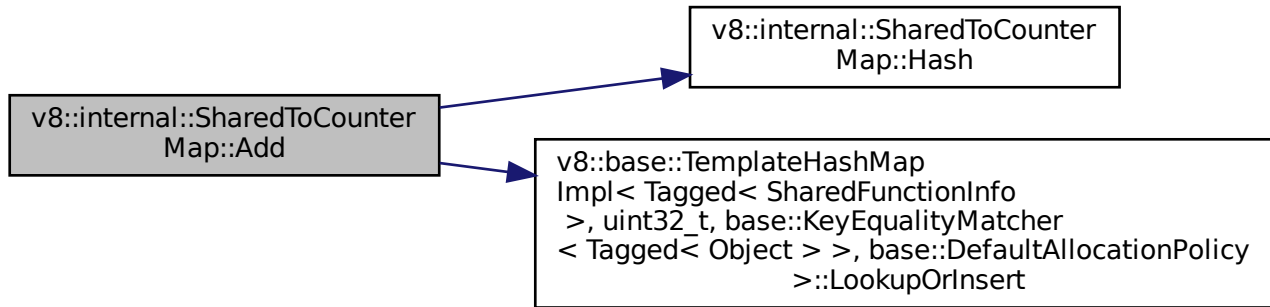 v8::internal::SharedToCounter
Map::Add
v8::internal::SharedToCounter
Map::Hash
v8::base::TemplateHashMap
Impl< Tagged< SharedFunctionInfo
 >, uint32_t, base::KeyEqualityMatcher
< Tagged< Object > >, base::DefaultAllocationPolicy
 >::LookupOrInsert